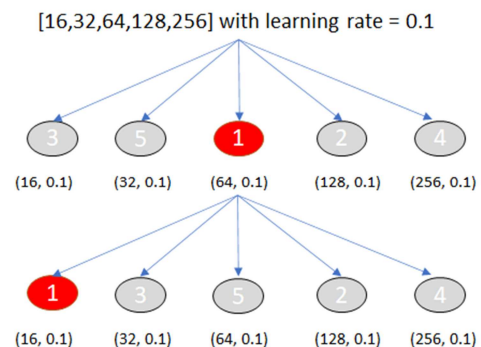 [16,32,64,128,256] with learning rate = 0.1
3 5 1 2 4
(16, 0.1) (32, 0.1) (64, 0.1) (128, 0.1) (256, 0.1)
1 3 5 2 4
(16, 0.1) (32, 0.1) (64, 0.1) (128, 0.1) (256, 0.1)